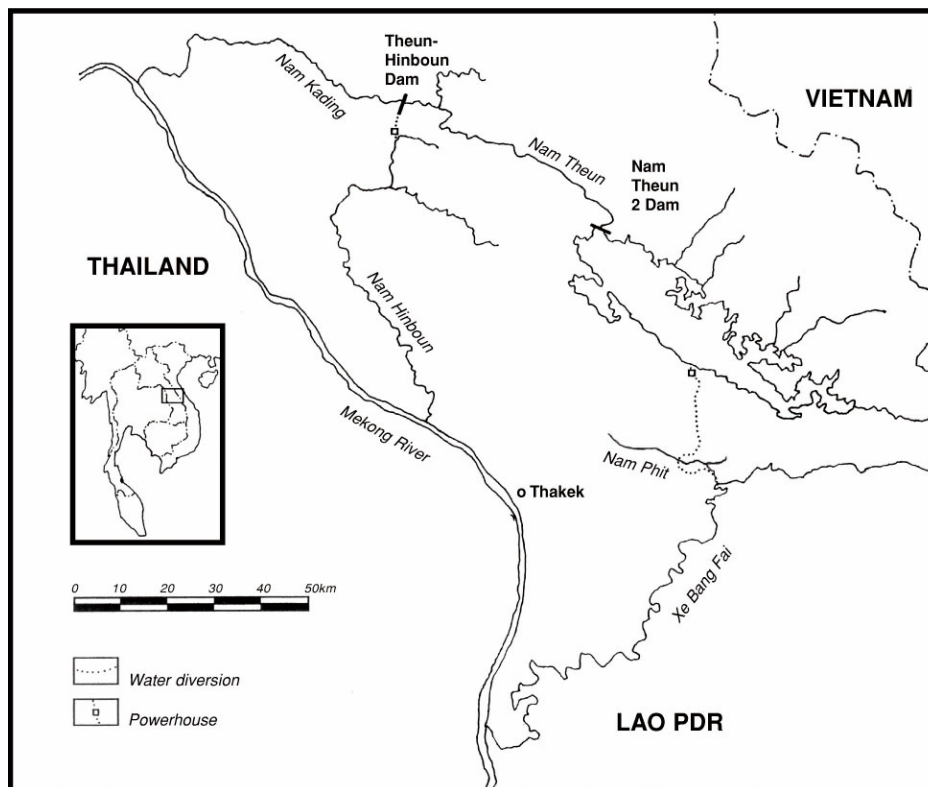 Theun-
Hinboun
Dam
Nam Kading
VIETNAM
Nam Theun
Nam
Theun
2 Dam
THAILAND
Nam Hinboun
Mekong River
Nam Phit
Thakek
Xe Bang Fai
0 10 20 30 40 50km
Water diversion
Powerhouse
LAO PDR